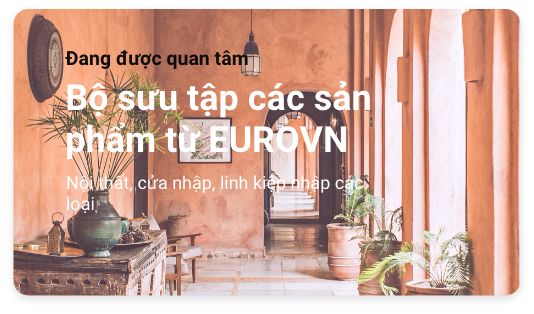 Đang được quan tâm
Bộ sưu tập các sản
phẩm từ EUROVN
Nội thất, cửa nhập, linh kiện nhập các
loại